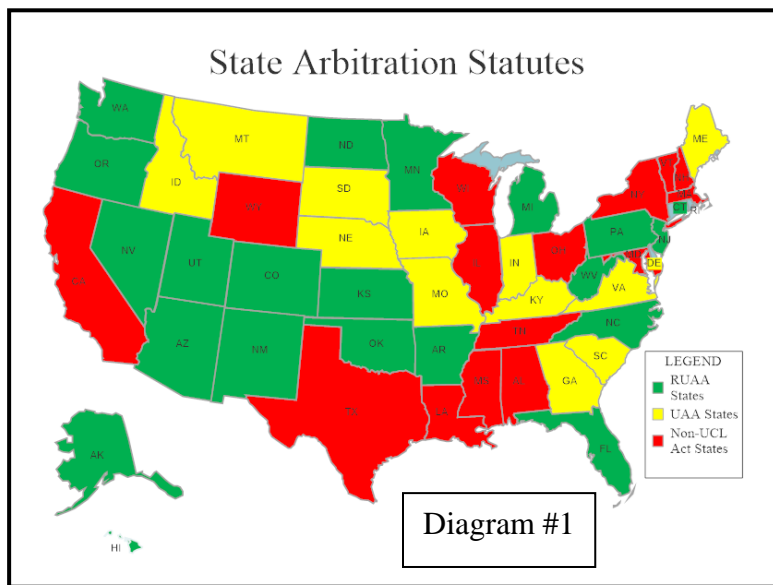 State Arbitration Statutes
WA
MT
ND
MN
ME
OR
ID
SD
WI
MI
NY
WY
CT
RI
NE
IA
PA
NJ
NV
UT
CO
IL
IN
OH
DE
CA
KS
MO
WV
VA
KY
NC
AZ
NM
OK
AR
TN
SC
MS
AL
GA
TX
LA
FL
AK
HI
LEGEND
RUAA
States
UAA States
Non-UCL
Act States
Diagram #1